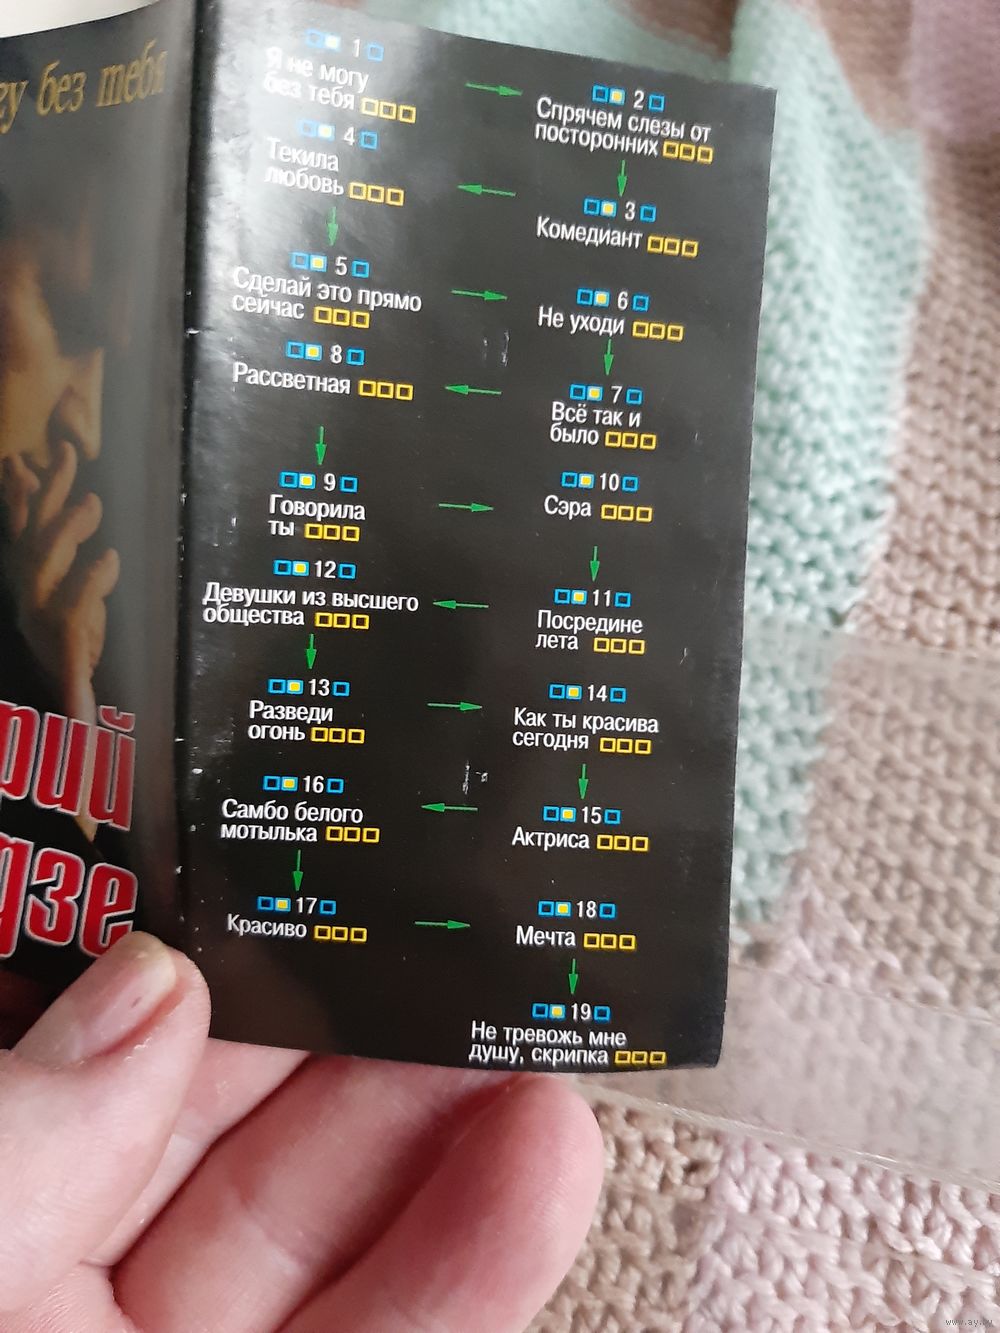 гу без тебя
рий
дзе
1
Я не могу
без тебя
2
Спрячем слезы от
посторонних
3
Комедиант
4
Текила
любовь
5
Сделай это прямо
сейчас
6
Не уходи
7
Всё так и
было
8
Рассветная
9
Говорила
ты
10
Сэра
11
Посредине
лета
12
Девушки из высшего
общества
13
Разведи
огонь
14
Как ты красива
сегодня
15
Актриса
16
Самбо белого
мотылька
17
Красиво
18
Мечта
19
Не тревожь мне
душу, скрипка